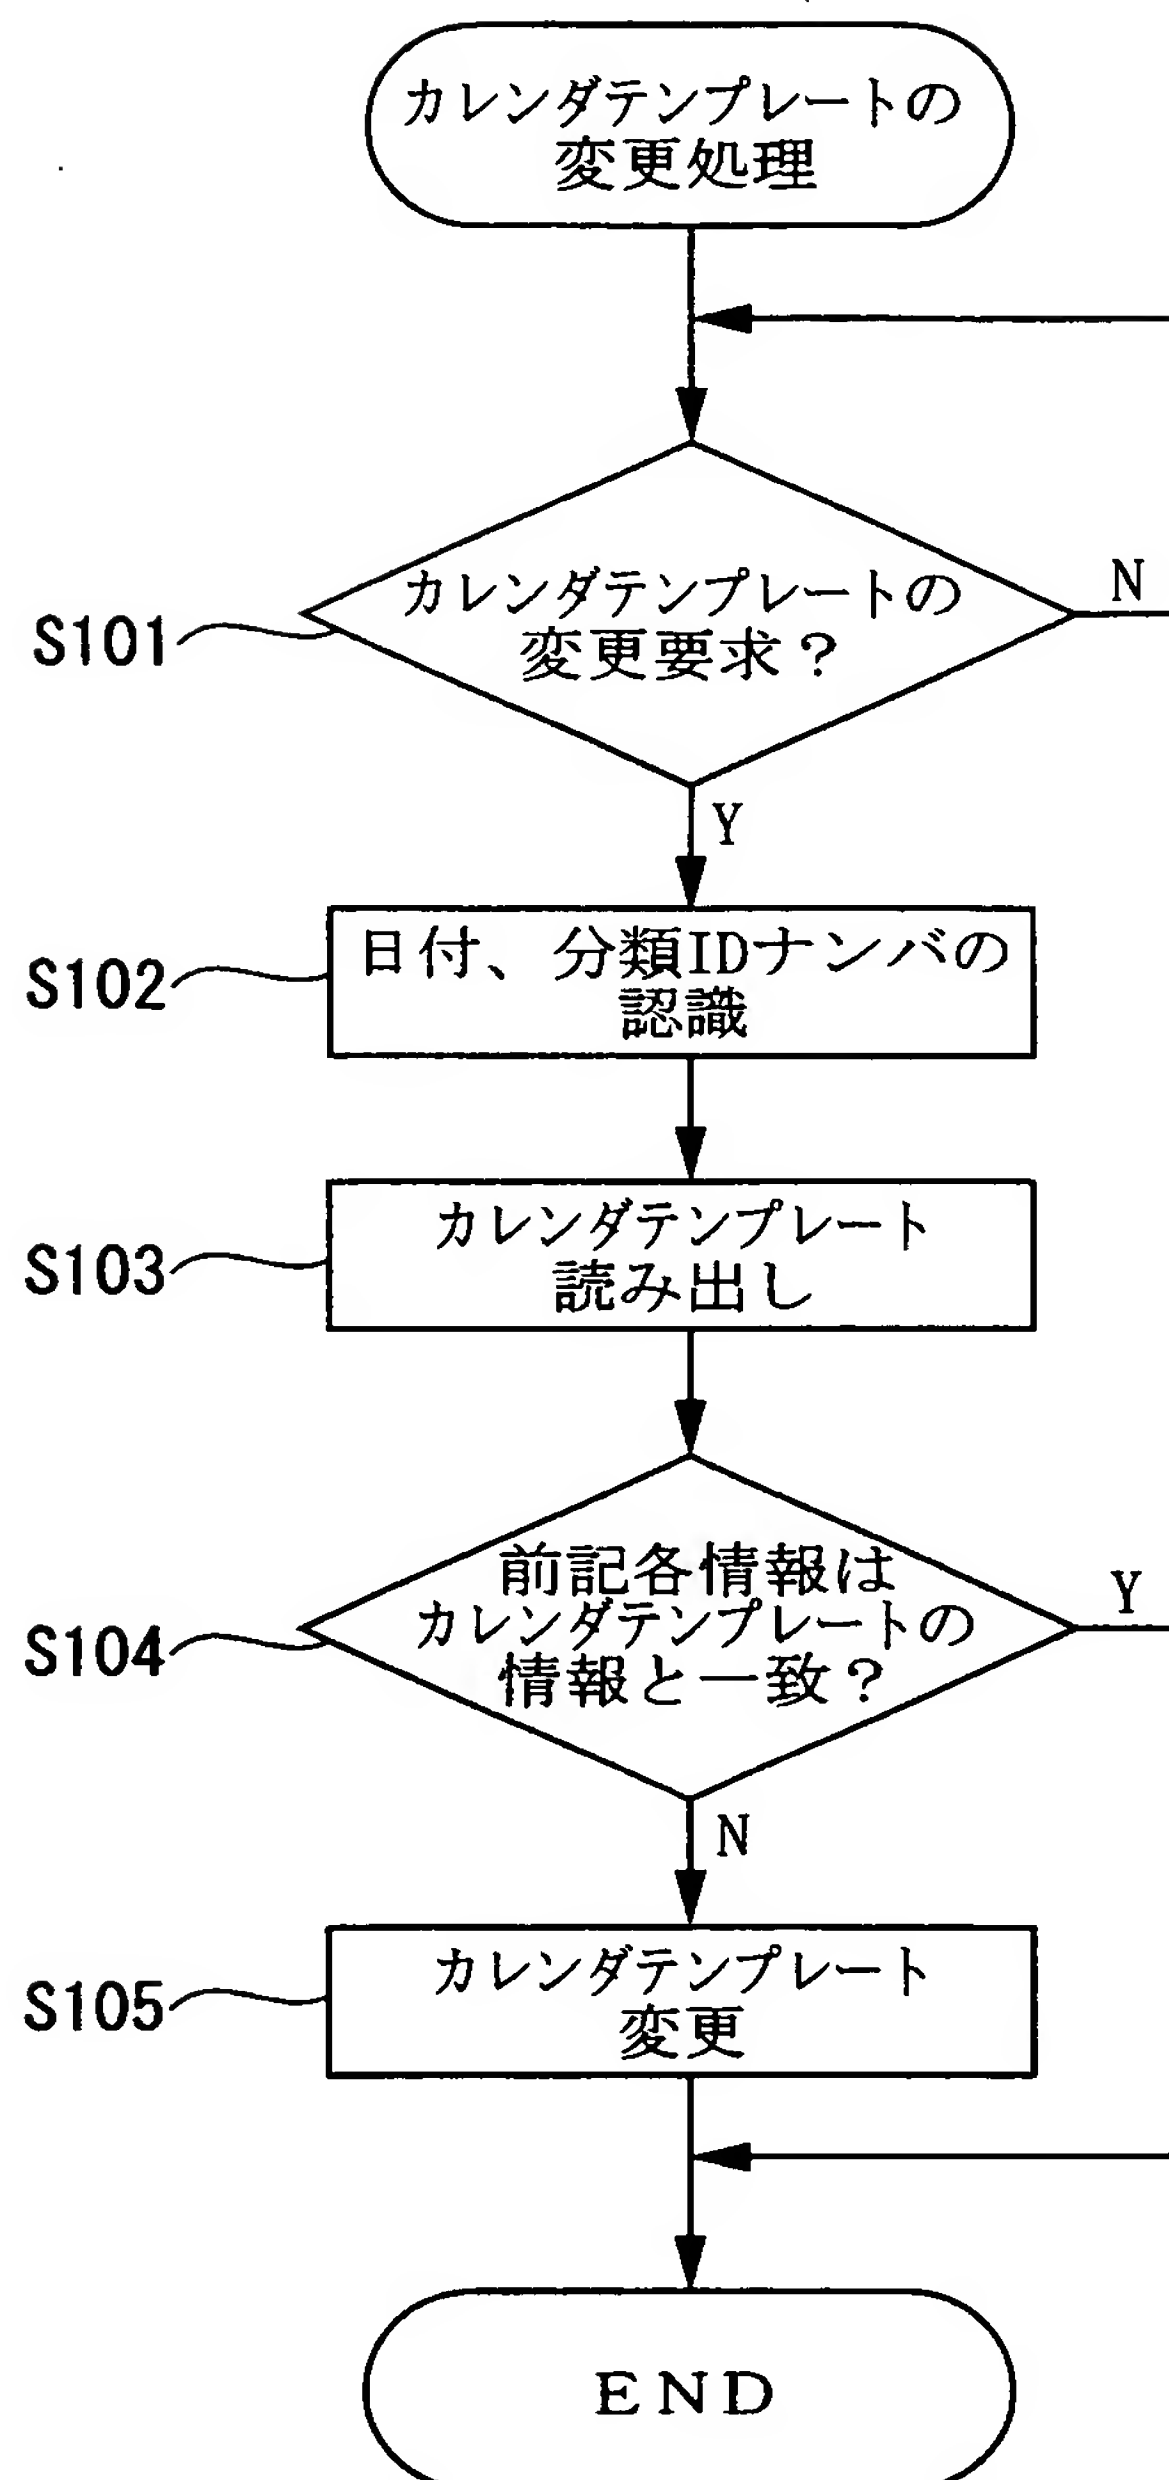 カレンダテンプレートの
変更処理
S101
カレンダテンプレートの
変更要求？
N
Y
S102
日付、分類IDナンバの
認識
S103
カレンダテンプレート
読み出し
S104
前記各情報は
カレンダテンプレートの
情報と一致？
Y
N
S105
カレンダテンプレート
変更
END